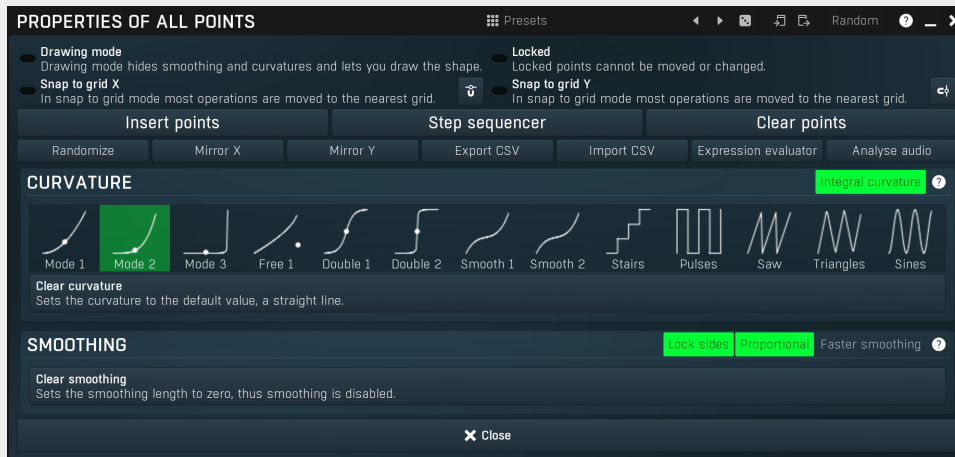 PROPERTIES OF ALL POINTS Presets Random ?
Drawing mode
Drawing mode hides smoothing and curvatures and lets you draw the shape.
Locked
Locked points cannot be moved or changed.
Snap to grid X
In snap to grid mode most operations are moved to the nearest grid.
Snap to grid Y
In snap to grid mode most operations are moved to the nearest grid.
Insert points Step sequencer Clear points
Randomize Mirror X Mirror Y Export CSV Import CSV Expression evaluator Analyse audio
CURVATURE Integral curvature ?
Mode 1 Mode 2 Mode 3 Free 1 Double 1 Double 2 Smooth 1 Smooth 2 Stairs Pulses Saw Triangles Sines
Clear curvature
Sets the curvature to the default value, a straight line.
SMOOTHING Lock sides Proportional Faster smoothing ?
Clear smoothing
Sets the smoothing length to zero, thus smoothing is disabled.
Close